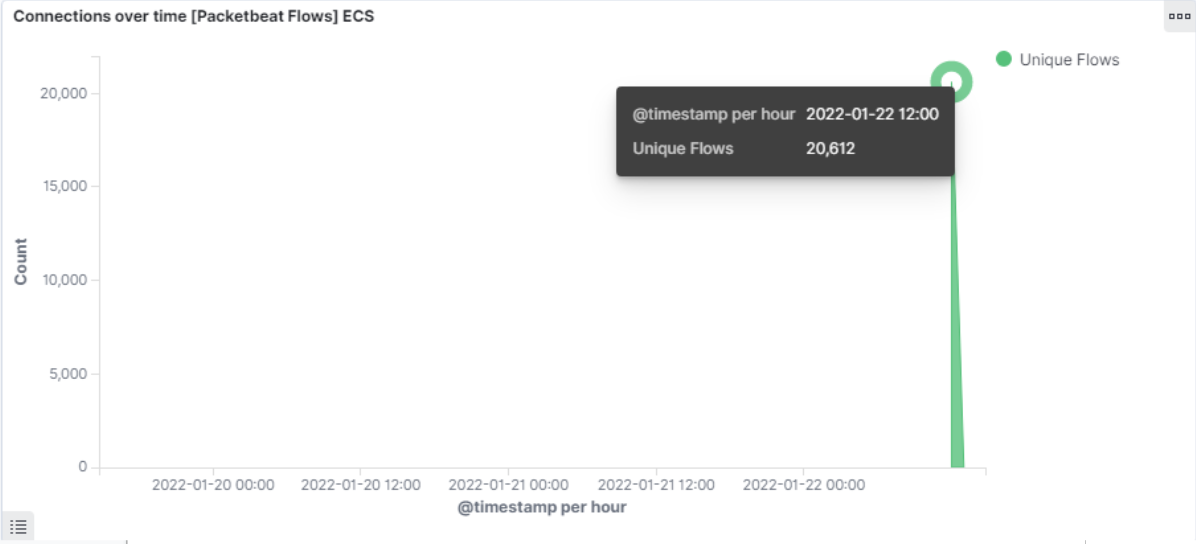 Connections over time [Packetbeat Flows] ECS
Unique Flows
@timestamp per hour 2022-01-22 12:00
Unique Flows 20,612
20,000
15,000
10,000
5,000
0
Count
2022-01-20 00:00 2022-01-20 12:00 2022-01-21 00:00 2022-01-21 12:00 2022-01-22 00:00
@timestamp per hour